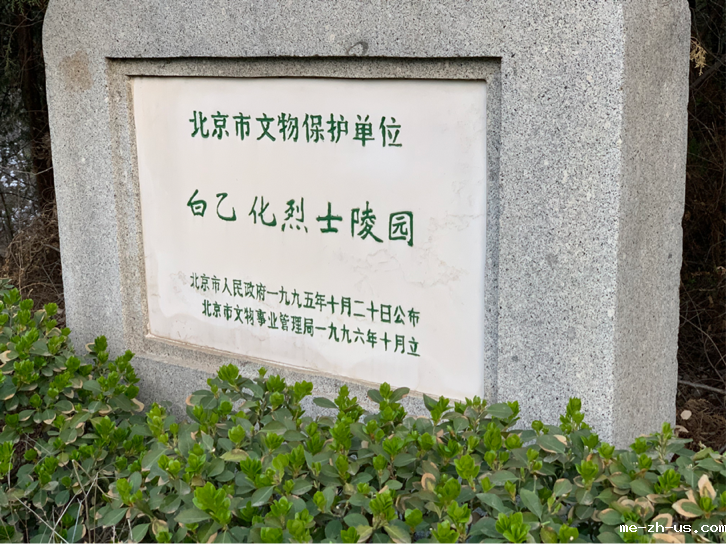 北京市文物保护单位
白乙化烈士陵园
北京市人民政府一九九五年十月二十日公布
北京市文物事业管理局一九九六年十月立
me-zh-us.com